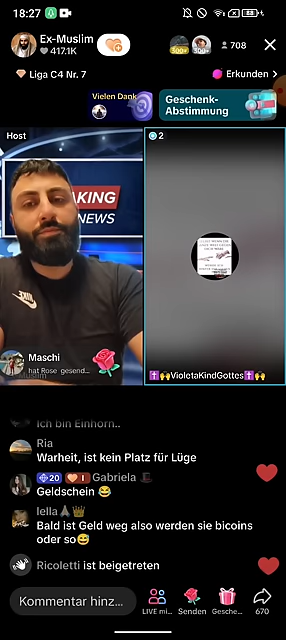 18:27
Ex-Muslim
417.1K
300+
300+
708
Liga C4 Nr. 7
Erkunden >
Vielen Dank
Geschenk-
Abstimmung
Host
2
AKING
NEWS
Maschi
hat Rose gesend...
✝️🙌VioletaKindGottes✝️🙌
Ich bin Einhorn..
Ria
Warheit, ist kein Platz für Lüge
20 1 Gabriela 🎩
Geldschein 😂
lella🙏🏿👑
Bald ist Geld weg also werden sie bicoins
oder so😅
Ricoletti ist beigetreten
Kommentar hinz...
LIVE mi...
Senden
Gesche...
670